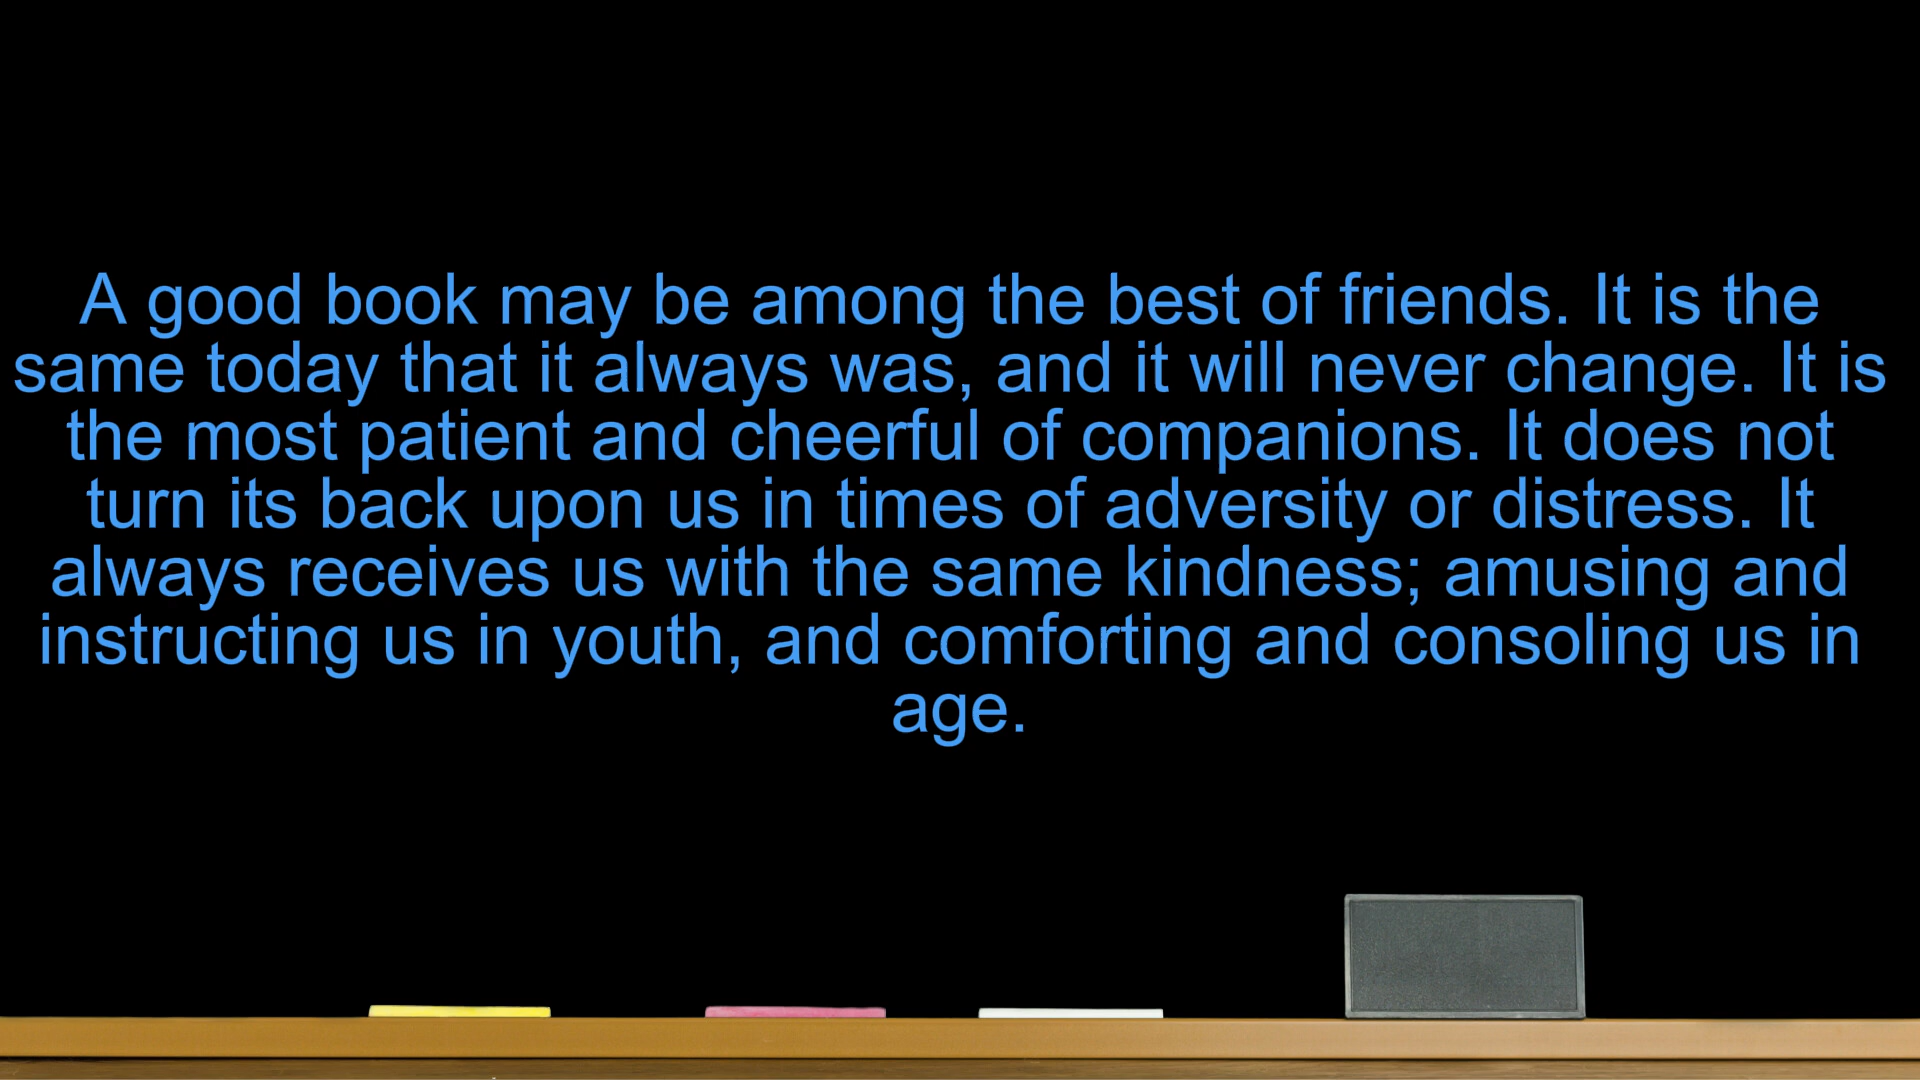 A good book may be among the best of friends. It is the
same today that it always was, and it will never change. It is
the most patient and cheerful of companions. It does not
turn its back upon us in times of adversity or distress. It
always receives us with the same kindness; amusing and
instructing us in youth, and comforting and consoling us in
age.